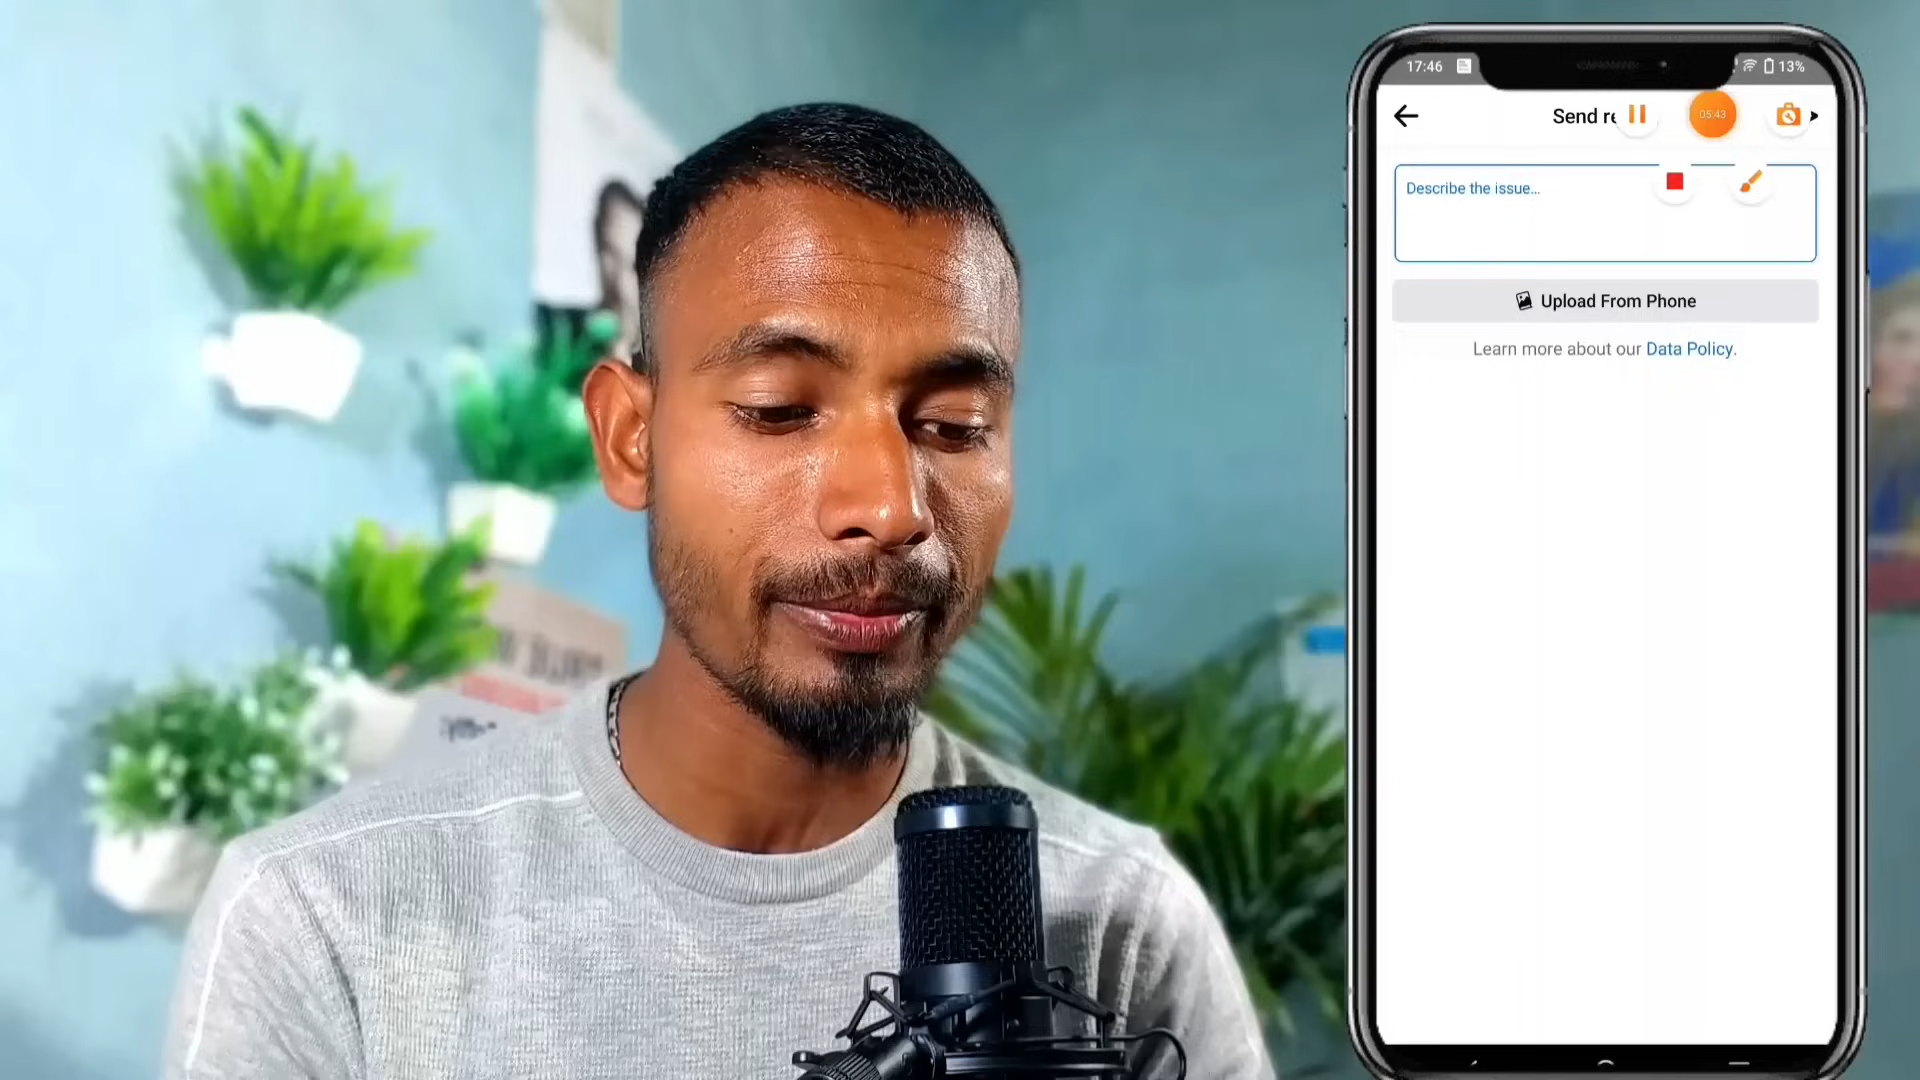 17:46
13%
Send re
05:43
Describe the issue...
Upload From Phone
Learn more about our Data Policy.